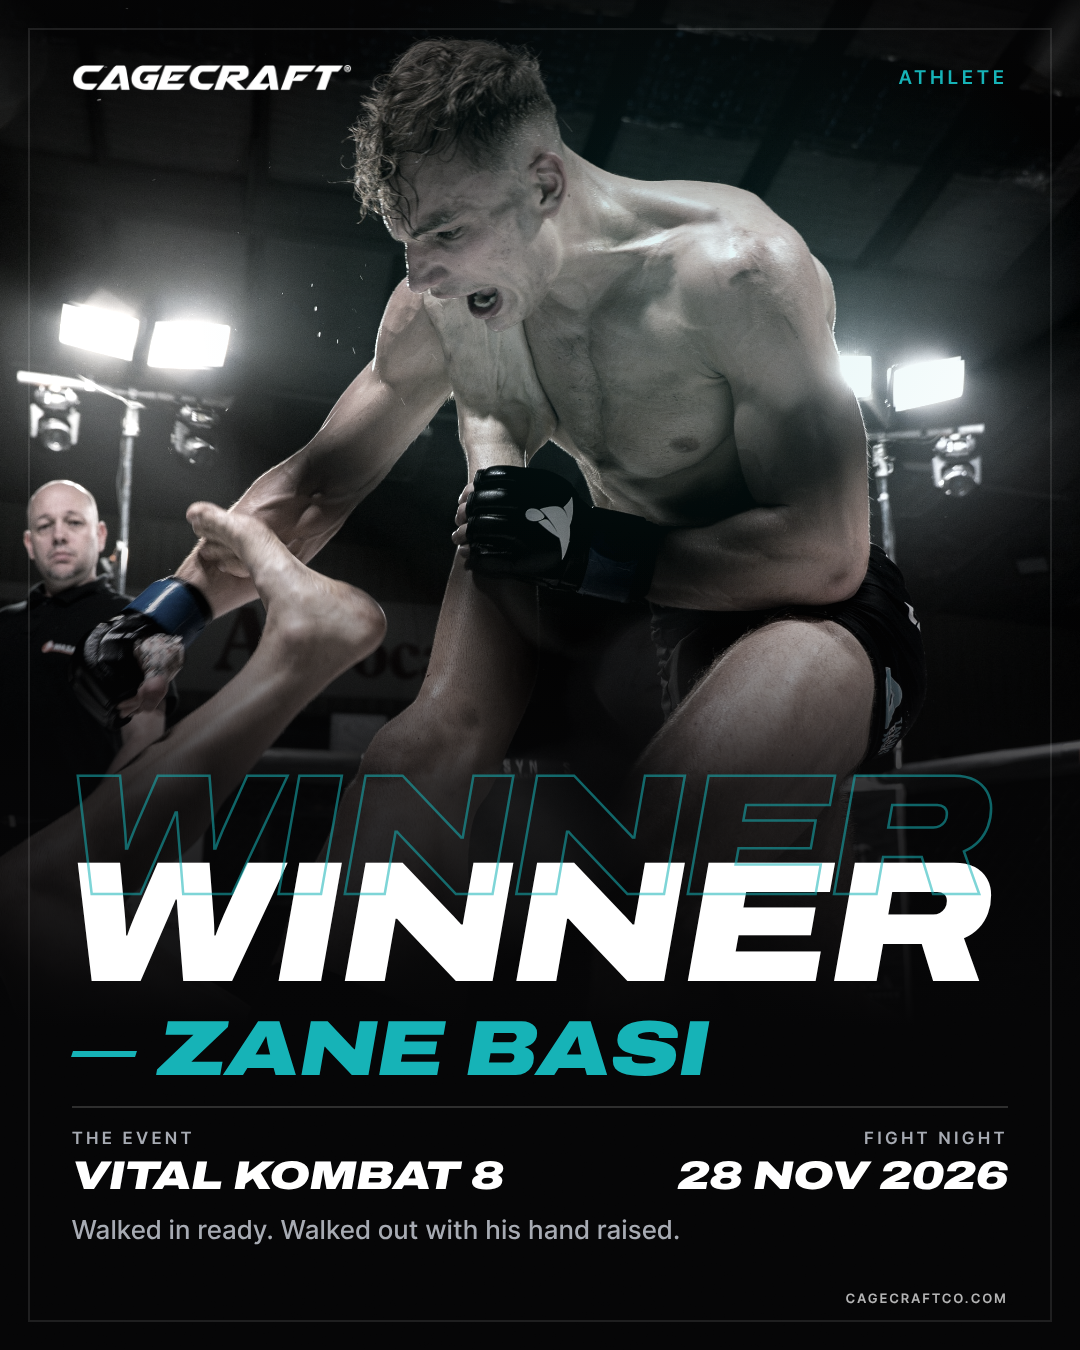 CAGECRAFT®
ATHLETE
WINNER
WINNER
— ZANE BASI
THE EVENT
FIGHT NIGHT
VITAL KOMBAT 8
28 NOV 2026
Walked in ready. Walked out with his hand raised.
CAGECRAFTCO.COM